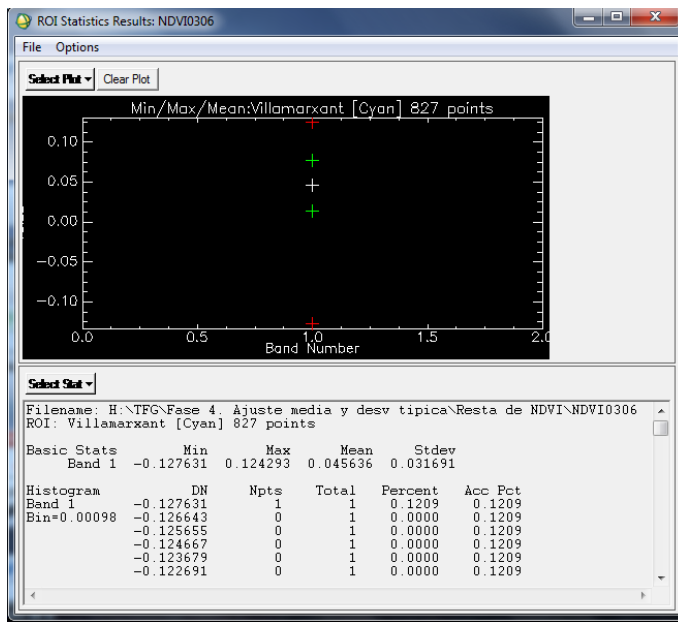 ROI Statistics Results: NDVI0306
File Options
Select Plot Clear Plot
Min/Max/Mean:Villamarxant [Cyan] 827 points
0.10
0.05
0.00
−0.05
−0.10
0.0 0.5 1.0 1.5 2.0
Band Number
Select Stat
Filename: H:\TFG\Fase 4. Ajuste media y desv tipica\Resta de NDVI\NDVI0306
ROI: Villamarxant [Cyan] 827 points
Basic Stats Min Max Mean Stdev
Band 1 -0.127631 0.124293 0.045636 0.031691
Histogram DN Npts Total Percent Acc Pct
Band 1 -0.127631 1 1 0.1209 0.1209
Bin=0.00098 -0.126643 0 1 0.0000 0.1209
-0.125655 0 1 0.0000 0.1209
-0.124667 0 1 0.0000 0.1209
-0.123679 0 1 0.0000 0.1209
-0.122691 0 1 0.0000 0.1209